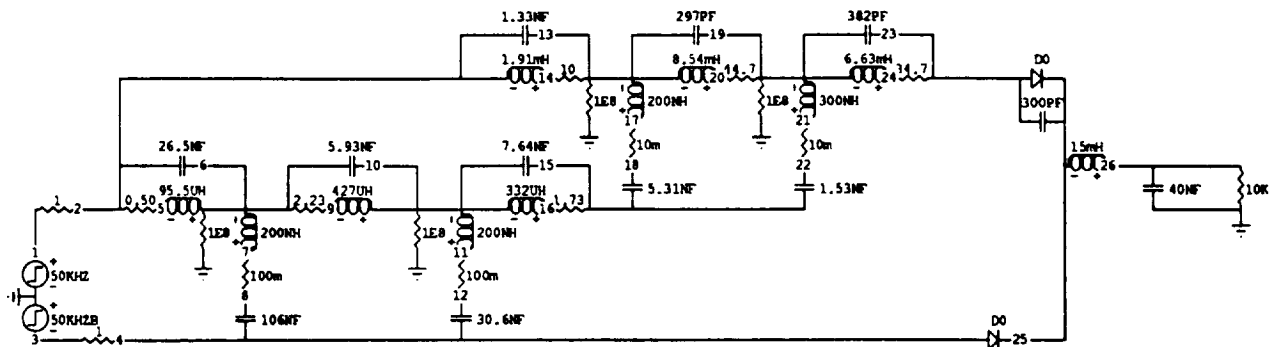 1.33NF 297PF 382PF
13 19 23
1.91mH 10 8.54mH 44.7 6.63mH 34.7 D0
14 20 24
1E8 200NH 1E8 300NH 300PF
17 21
10m 10m
26.5NF 5.93NF 7.64NF 18 22 15mH
6 10 15 26
5.31NF 1.53NF 40NF 10K
95.5UH 427UH 332UH
1 2 0.50 5 2.23 9 16 1.73
1E8 200NH 1E8 200NH
1 7 11
50KHZ 100m 100m
8 12
50KHZB 106NF 30.6NF D0
3 1 4 25